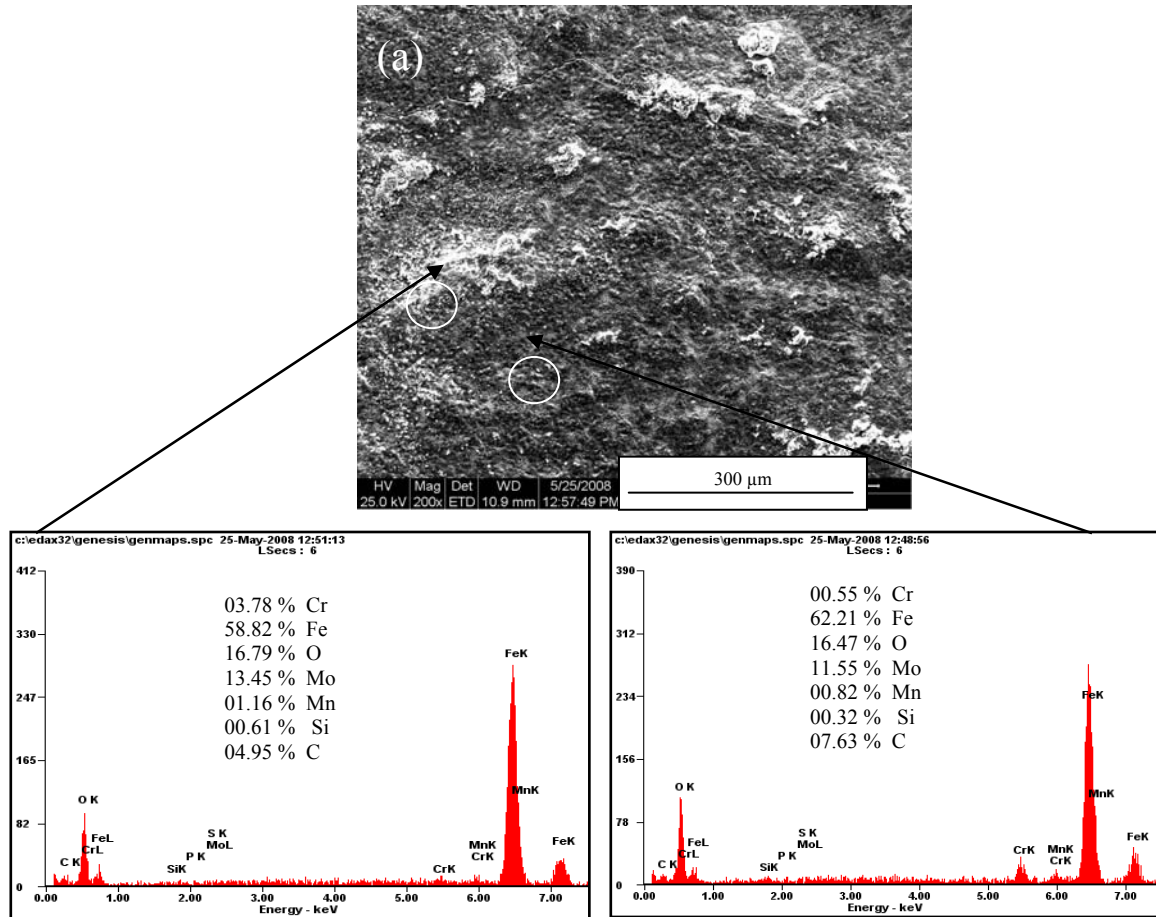 (a)
HV Mag Det WD 5/25/2008
25.0 kV 200x ETD 10.9 mm 12:57:49 PM
300 µm
c:\edax32\genesis\genmaps.spc 25-May-2008 12:51:13
LSecs : 6
412
330
247
165
82
0
03.78 % Cr
58.82 % Fe
16.79 % O
13.45 % Mo
01.16 % Mn
00.61 % Si
04.95 % C
FeK
MnK
O K
FeL
CrL
C K
S K
MoL
P K
SiK
CrK
MnK
CrK
FeK
0.00 1.00 2.00 3.00 4.00 5.00 6.00 7.00
Energy - keV
c:\edax32\genesis\genmaps.spc 25-May-2008 12:48:56
LSecs : 6
390
312
234
156
78
0
00.55 % Cr
62.21 % Fe
16.47 % O
11.55 % Mo
00.82 % Mn
00.32 % Si
07.63 % C
FeK
MnK
O K
FeL
CrL
C K
S K
MoL
P K
SiK
CrK
MnK
CrK
FeK
0.00 1.00 2.00 3.00 4.00 5.00 6.00 7.00
Energy - keV